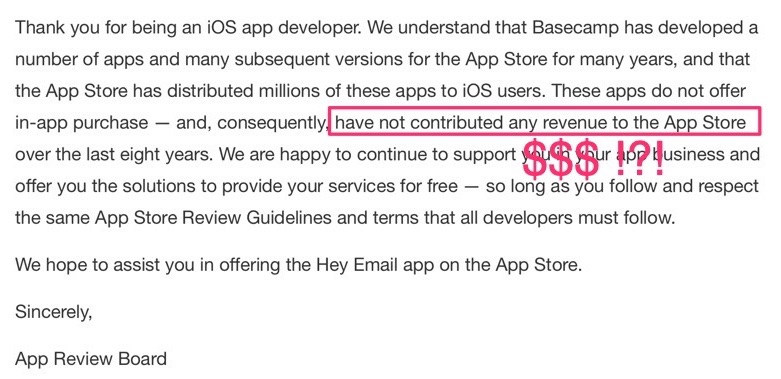 Thank you for being an iOS app developer. We understand that Basecamp has developed a
number of apps and many subsequent versions for the App Store for many years, and that
the App Store has distributed millions of these apps to iOS users. These apps do not offer
in-app purchase — and, consequently, have not contributed any revenue to the App Store
over the last eight years. We are happy to continue to support you in your app business and
$$$ !?!
offer you the solutions to provide your services for free — so long as you follow and respect
the same App Store Review Guidelines and terms that all developers must follow.
We hope to assist you in offering the Hey Email app on the App Store.
Sincerely,
App Review Board